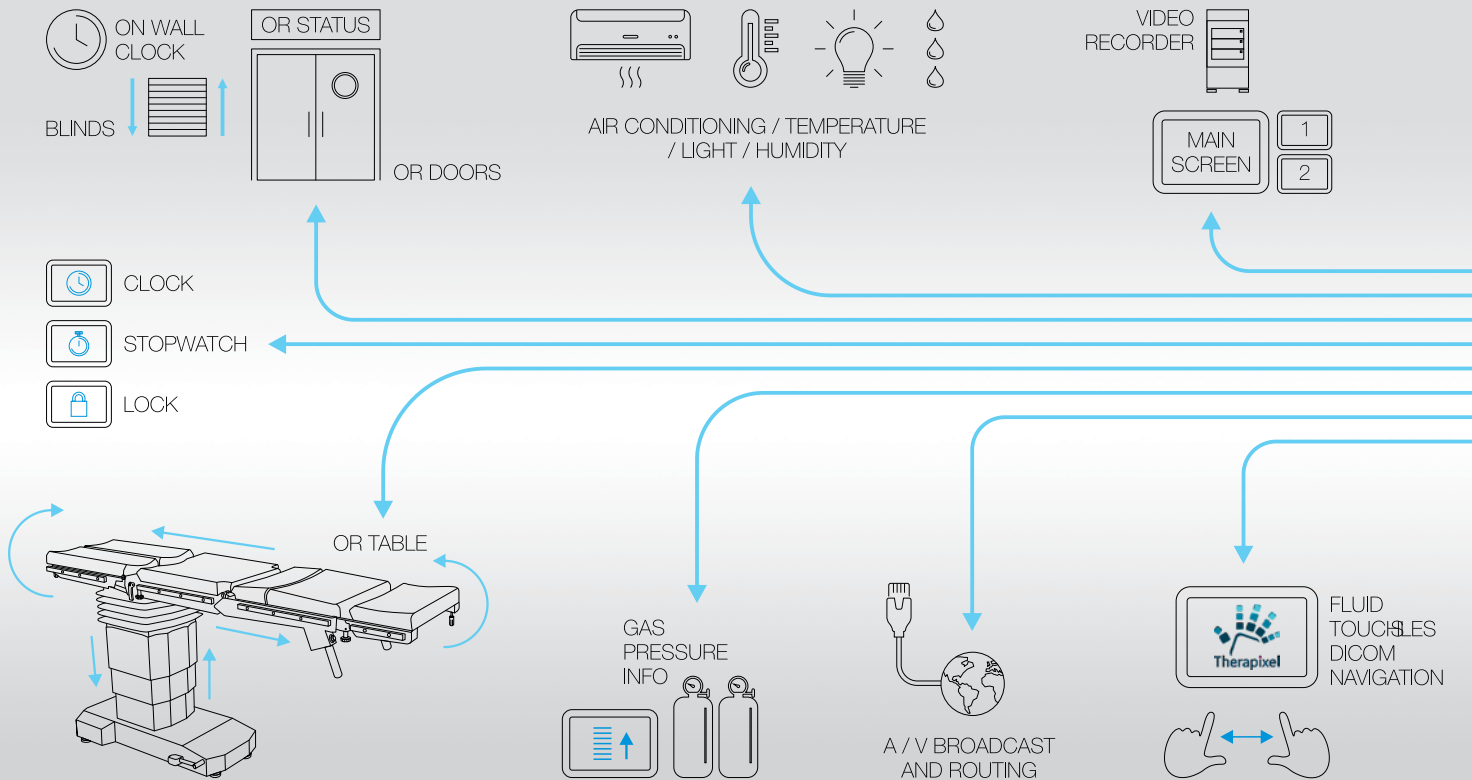 ON WALL
CLOCK
OR STATUS
BLINDS
OR DOORS
AIR CONDITIONING / TEMPERATURE
/ LIGHT / HUMIDITY
VIDEO
RECORDER
MAIN
SCREEN
1
2
CLOCK
STOPWATCH
LOCK
OR TABLE
GAS
PRESSURE
INFO
A / V BROADCAST
AND ROUTING
Therapixel
FLUID
TOUCHLES
DICOM
NAVIGATION